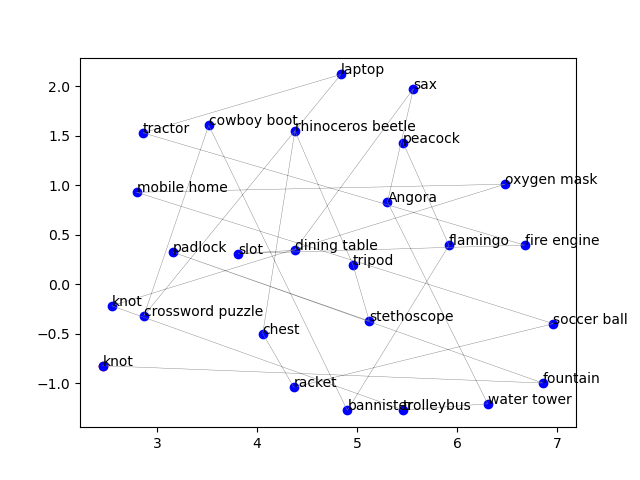 laptop
sax
2.0
cowboy boot
rhinoceros beetle
tractor
1.5
peacock
oxygen mask
1.0
mobile home
Angora
0.5
padlock
slot
dining table
flamingo
fire engine
tripod
0.0
knot
crossword puzzle
stethoscope
soccer ball
−0.5
chest
knot
fountain
−1.0
racket
bannister
trolleybus
water tower
3
4
5
6
7